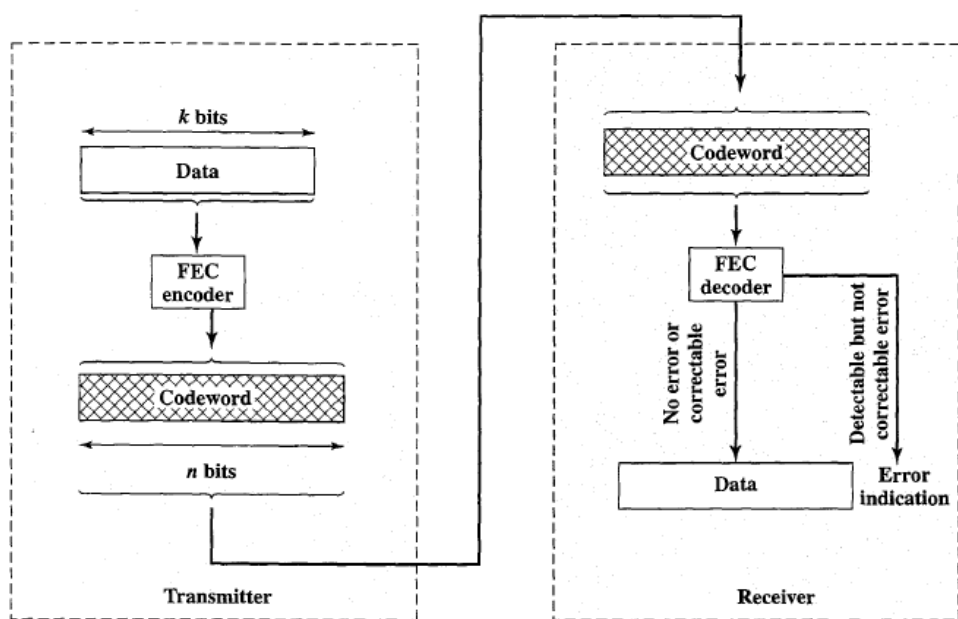 k bits
Data
FEC
encoder
Codeword
n bits
Transmitter
Codeword
FEC
decoder
No error or
correctable
error
Detectable but not
correctable error
Data
Error
indication
Receiver